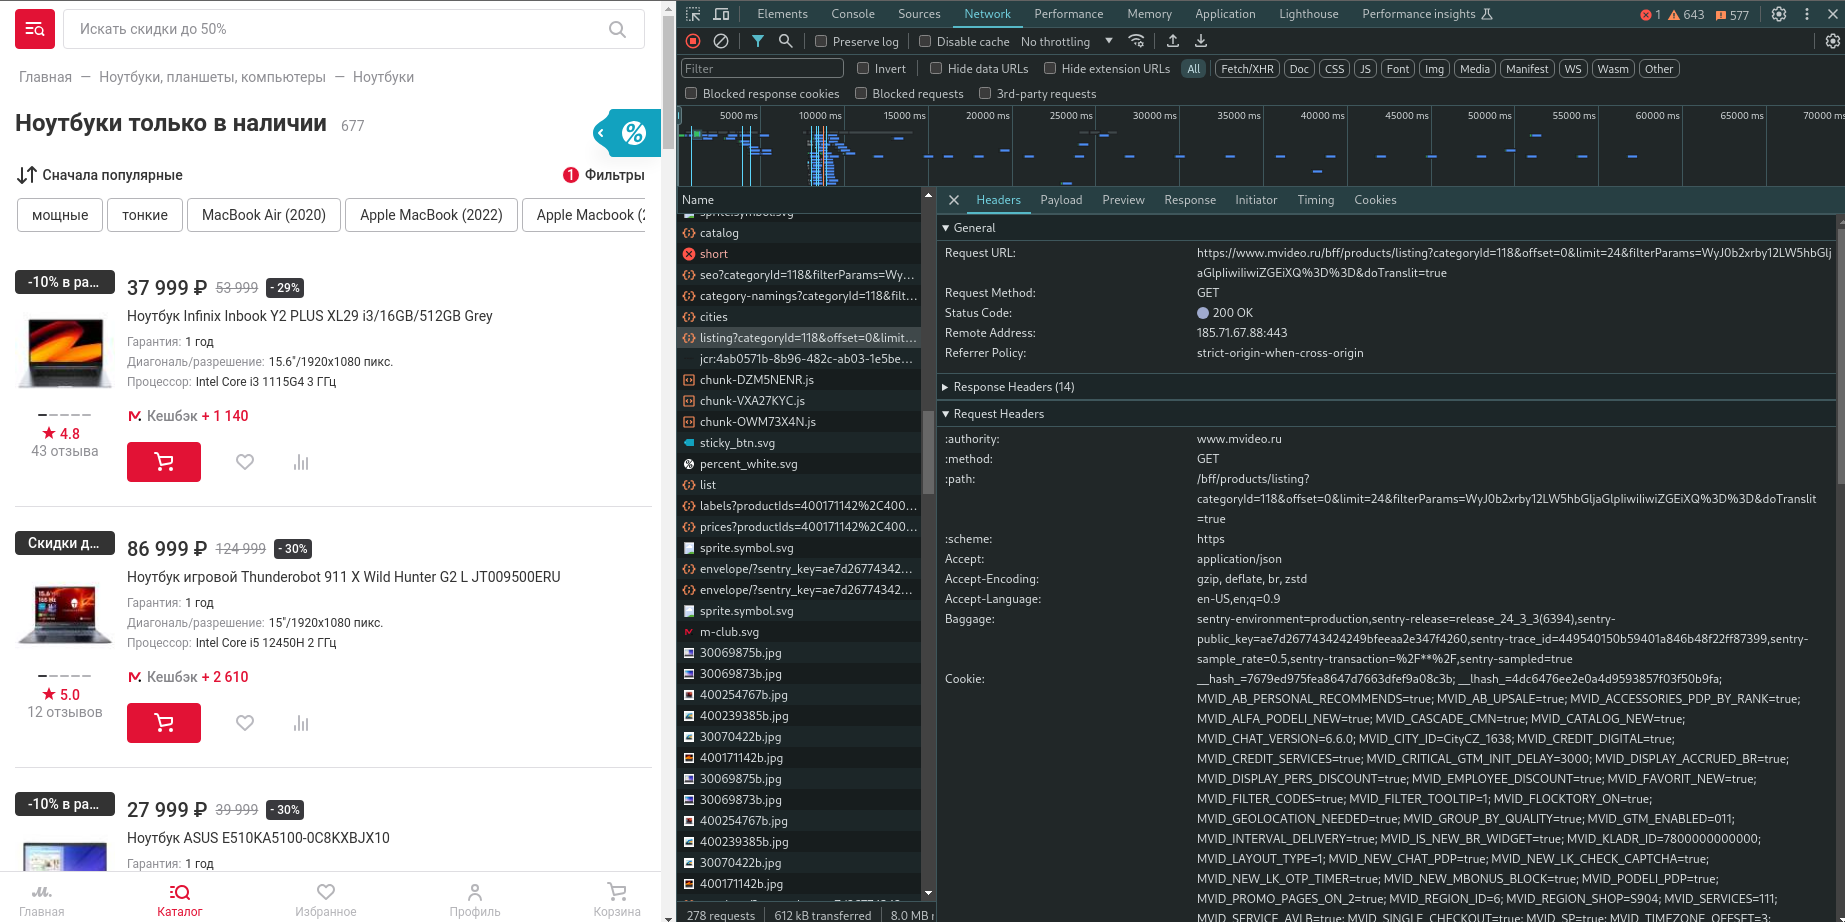 Искать скидки до 50%
Главная — Ноутбуки, планшеты, компьютеры — Ноутбуки
Ноутбуки только в наличии 677
Сначала популярные
1 Фильтры
мощные
тонкие
MacBook Air (2020)
Apple MacBook (2022)
Apple Macbook (2
-10% в ра...
37 999 ₽ 53 999 - 29%
Ноутбук Infinix Inbook Y2 PLUS XL29 i3/16GB/512GB Grey
Гарантия: 1 год
Диагональ/разрешение: 15.6"/1920x1080 пикс.
Процессор: Intel Core i3 1115G4 3 ГГц
Кешбэк + 1 140
4.8
43 отзыва
Скидки д...
86 999 ₽ 124 999 - 30%
Ноутбук игровой Thunderobot 911 X Wild Hunter G2 L JT009500ERU
Гарантия: 1 год
Диагональ/разрешение: 15"/1920x1080 пикс.
Процессор: Intel Core i5 12450H 2 ГГц
Кешбэк + 2 610
5.0
12 отзывов
-10% в ра...
27 999 ₽ 39 999 - 30%
Ноутбук ASUS E510KA5100-0C8KXBJX10
Гарантия: 1 год
Главная
Каталог
Избранное
Профиль
Корзина
Elements Console Sources Network Performance Memory Application Lighthouse Performance insights 1 643 577
Preserve log Disable cache No throttling
Filter Invert Hide data URLs Hide extension URLs All Fetch/XHR Doc CSS JS Font Img Media Manifest WS Wasm Other
Blocked response cookies Blocked requests 3rd-party requests
5000 ms 10000 ms 15000 ms 20000 ms 25000 ms 30000 ms 35000 ms 40000 ms 45000 ms 50000 ms 55000 ms 60000 ms 65000 ms 70000 ms
Name
sprite.symbol.svg
catalog
short
seo?categoryId=118&filterParams=Wy...
category-namings?categoryId=118&filt...
cities
listing?categoryId=118&offset=0&limit...
jcr:4ab0571b-8b96-482c-ab03-1e5be...
chunk-DZM5NENR.js
chunk-VXA27KYC.js
chunk-OWM73X4N.js
sticky_btn.svg
percent_white.svg
list
labels?productIds=400171142%2C400...
prices?productIds=400171142%2C400...
sprite.symbol.svg
envelope/?sentry_key=ae7d26774342...
envelope/?sentry_key=ae7d26774342...
sprite.symbol.svg
m-club.svg
30069875b.jpg
30069873b.jpg
400254767b.jpg
400239385b.jpg
30070422b.jpg
400171142b.jpg
30069875b.jpg
30069873b.jpg
400254767b.jpg
400239385b.jpg
30070422b.jpg
400171142b.jpg
278 requests 612 kB transferred 8.0 MB r
Headers Payload Preview Response Initiator Timing Cookies
General
Request URL: https://www.mvideo.ru/bff/products/listing?categoryId=118&offset=0&limit=24&filterParams=WyJ0b2xrby12LW5hbGlj
aGlpIiwiIiwiZGEiXQ%3D%3D&doTranslit=true
Request Method: GET
Status Code: 200 OK
Remote Address: 185.71.67.88:443
Referrer Policy: strict-origin-when-cross-origin
Response Headers (14)
Request Headers
:authority: www.mvideo.ru
:method: GET
:path: /bff/products/listing?
categoryId=118&offset=0&limit=24&filterParams=WyJ0b2xrby12LW5hbGljaGlpIiwiIiwiZGEiXQ%3D%3D&doTranslit
=true
:scheme: https
Accept: application/json
Accept-Encoding: gzip, deflate, br, zstd
Accept-Language: en-US,en;q=0.9
Baggage: sentry-environment=production,sentry-release=release_24_3_3(6394),sentry-
public_key=ae7d267743424249bfeeaa2e347f4260,sentry-trace_id=449540150b59401a846b48f22ff87399,sentry-
sample_rate=0.5,sentry-transaction=%2F**%2F,sentry-sampled=true
Cookie: __hash_=7679ed975fea8647d7663dfef9a08c3b; __lhash_=4dc6476ee2e0a4d9593857f03f50b9fa;
MVID_AB_PERSONAL_RECOMMENDS=true; MVID_AB_UPSALE=true; MVID_ACCESSORIES_PDP_BY_RANK=true;
MVID_ALFA_PODELI_NEW=true; MVID_CASCADE_CMN=true; MVID_CATALOG_NEW=true;
MVID_CHAT_VERSION=6.6.0; MVID_CITY_ID=CityCZ_1638; MVID_CREDIT_DIGITAL=true;
MVID_CREDIT_SERVICES=true; MVID_CRITICAL_GTM_INIT_DELAY=3000; MVID_DISPLAY_ACCRUED_BR=true;
MVID_DISPLAY_PERS_DISCOUNT=true; MVID_EMPLOYEE_DISCOUNT=true; MVID_FAVORIT_NEW=true;
MVID_FILTER_CODES=true; MVID_FILTER_TOOLTIP=1; MVID_FLOCKTORY_ON=true;
MVID_GEOLOCATION_NEEDED=true; MVID_GROUP_BY_QUALITY=true; MVID_GTM_ENABLED=011;
MVID_INTERVAL_DELIVERY=true; MVID_IS_NEW_BR_WIDGET=true; MVID_KLADR_ID=7800000000000;
MVID_LAYOUT_TYPE=1; MVID_NEW_CHAT_PDP=true; MVID_NEW_LK_CHECK_CAPTCHA=true;
MVID_NEW_LK_OTP_TIMER=true; MVID_NEW_MBONUS_BLOCK=true; MVID_PODELI_PDP=true;
MVID_PROMO_PAGES_ON_2=true; MVID_REGION_ID=6; MVID_REGION_SHOP=S904; MVID_SERVICES=111;
MVID_SERVICE_AVLB=true; MVID_SINGLE_CHECKOUT=true; MVID_SP=true; MVID_TIMEZONE_OFFSET=3;